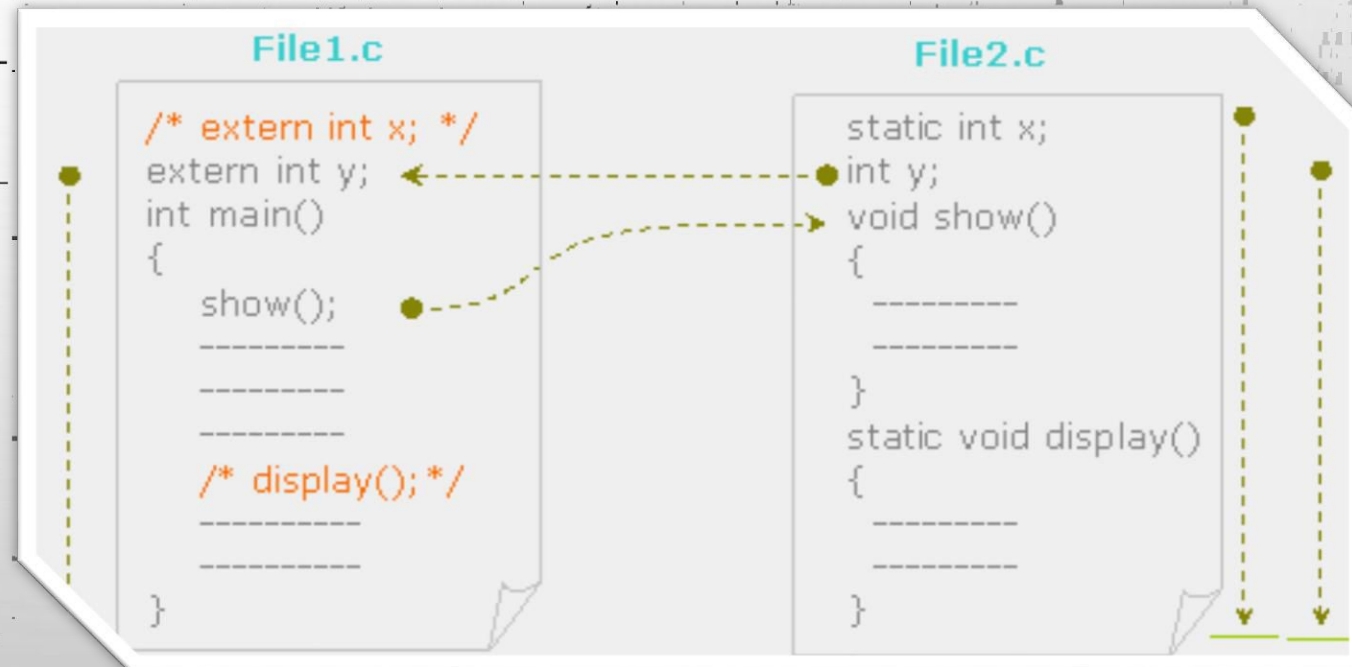 File1.c
/* extern int x; */
extern int y;
int main()
{
show();
---------
---------
---------
/* display(); */
----------
----------
}
File2.c
static int x;
int y;
void show()
{
---------
---------
}
static void display()
{
---------
---------
}